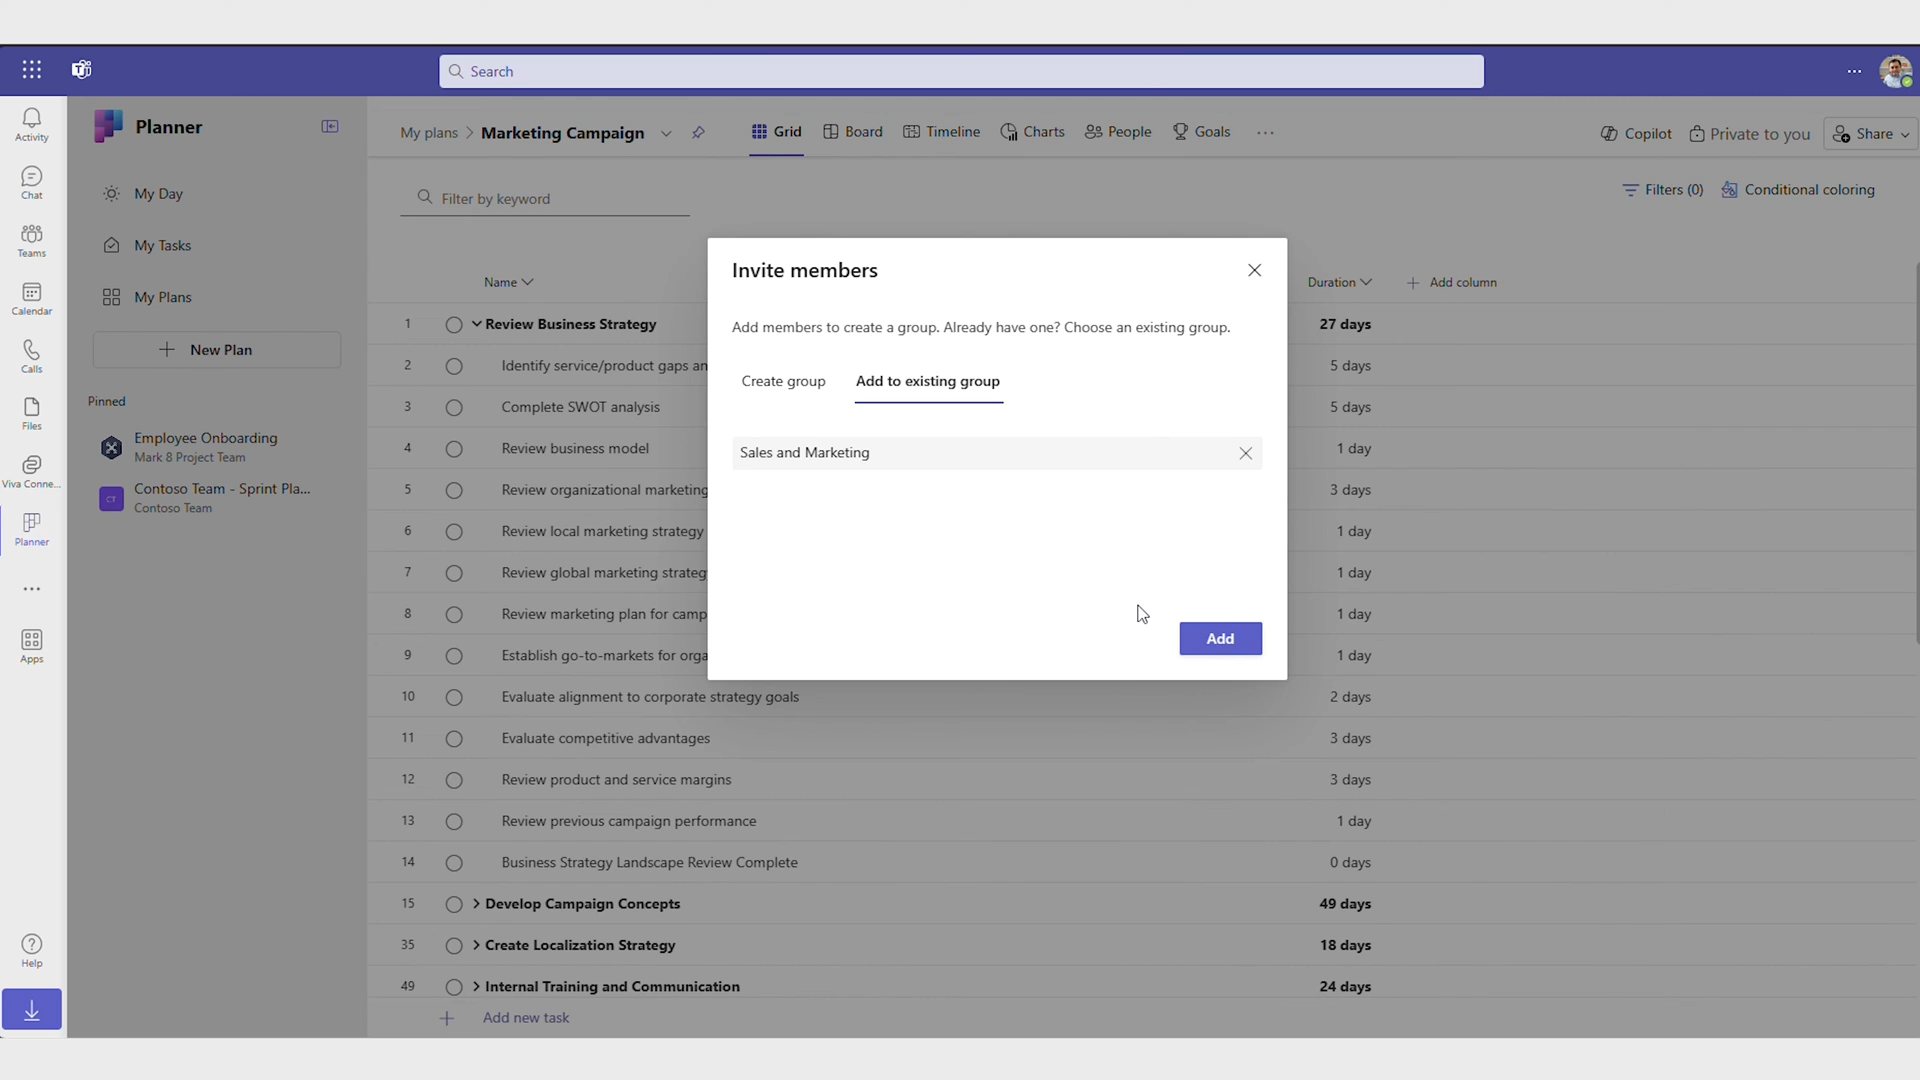 Search
Activity
Chat
Teams
Calendar
Calls
Files
Viva Conne...
Planner
Apps
Help
Planner
My Day
My Tasks
My Plans
New Plan
Pinned
Employee Onboarding
Mark 8 Project Team
CT
Contoso Team - Sprint Pla...
Contoso Team
My plans > Marketing Campaign
Grid
Board
Timeline
Charts
People
Goals
Copilot
Private to you
Share
Filter by keyword
Filters (0)
Conditional coloring
Name
Duration
Add column
1 Review Business Strategy 27 days
2 Identify service/product gaps an 5 days
3 Complete SWOT analysis 5 days
4 Review business model 1 day
5 Review organizational marketing 3 days
6 Review local marketing strategy 1 day
7 Review global marketing strategy 1 day
8 Review marketing plan for camp 1 day
9 Establish go-to-markets for orga 1 day
10 Evaluate alignment to corporate strategy goals 2 days
11 Evaluate competitive advantages 3 days
12 Review product and service margins 3 days
13 Review previous campaign performance 1 day
14 Business Strategy Landscape Review Complete 0 days
15 Develop Campaign Concepts 49 days
35 Create Localization Strategy 18 days
49 Internal Training and Communication 24 days
Add new task
Invite members
Add members to create a group. Already have one? Choose an existing group.
Create group
Add to existing group
Sales and Marketing
Add